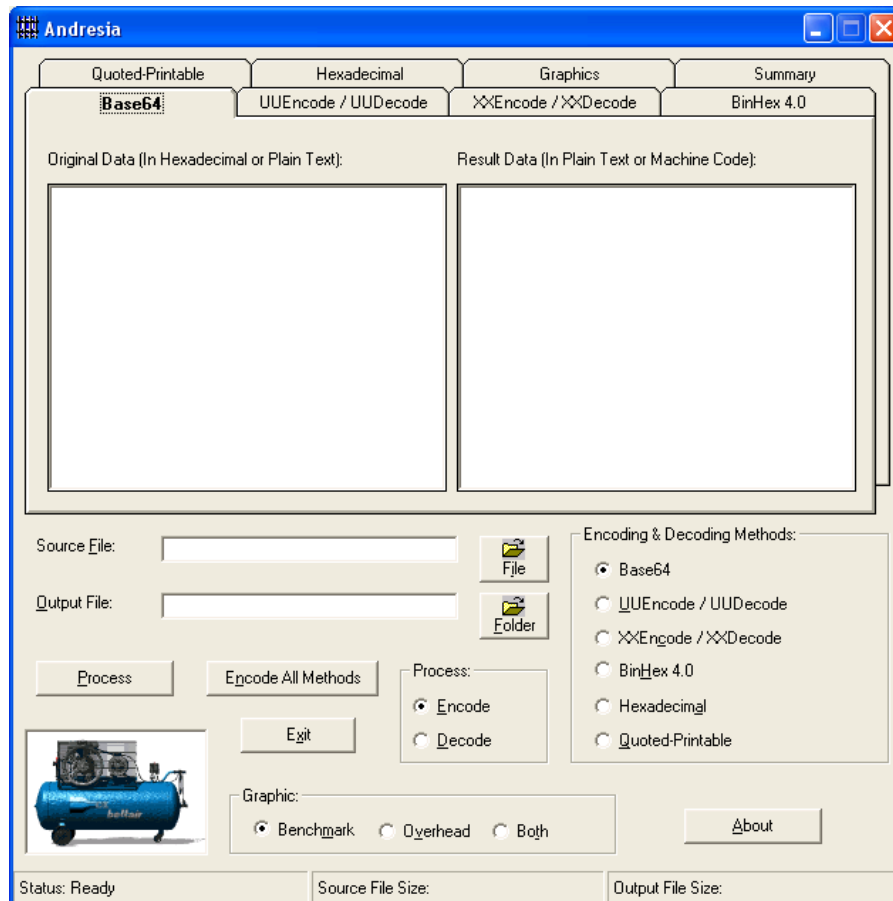 Andresia
Quoted-Printable Hexadecimal Graphics Summary
Base64 UUEncode / UUDecode XXEncode / XXDecode BinHex 4.0
Original Data (In Hexadecimal or Plain Text): Result Data (In Plain Text or Machine Code):
Source File: File
Output File: Folder
Encoding & Decoding Methods:
Base64
UUEncode / UUDecode
XXEncode / XXDecode
BinHex 4.0
Hexadecimal
Quoted-Printable
Process Encode All Methods
Exit
Process:
Encode
Decode
bellair
Graphic:
Benchmark Overhead Both
About
Status: Ready Source File Size: Output File Size: